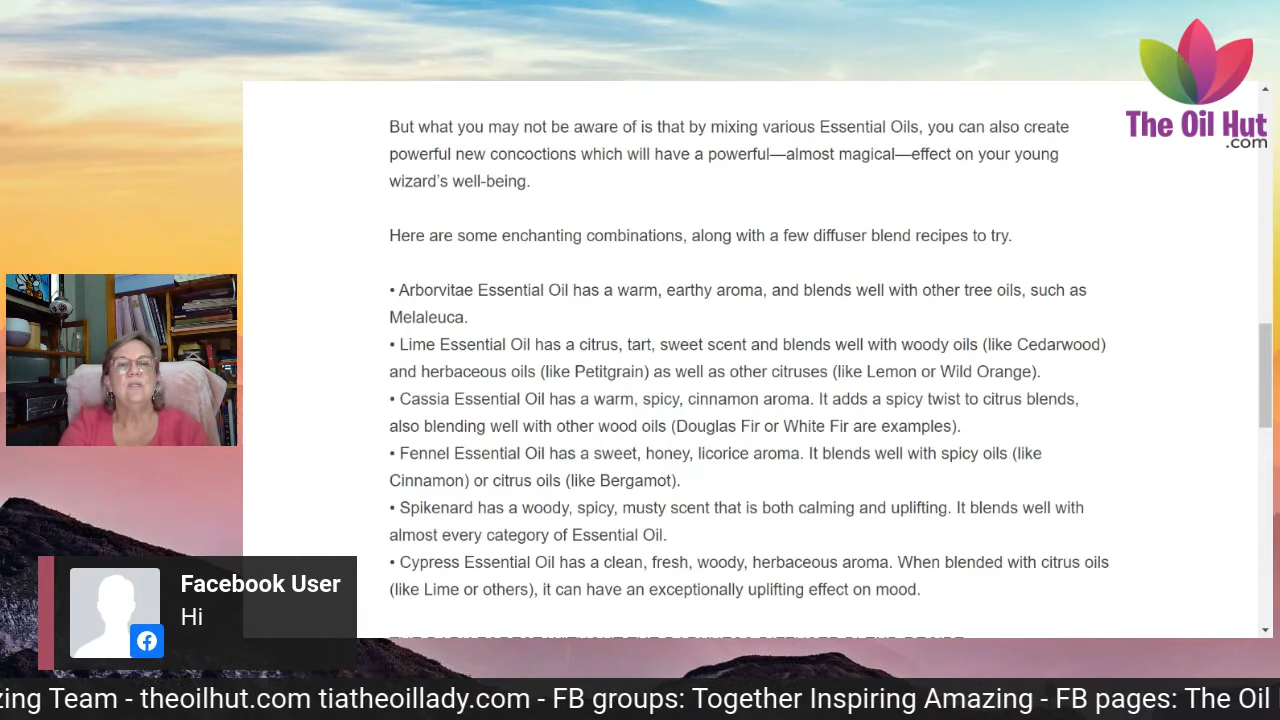 The Oil Hut
.com
But what you may not be aware of is that by mixing various Essential Oils, you can also create
powerful new concoctions which will have a powerful—almost magical—effect on your young
wizard’s well-being.
Here are some enchanting combinations, along with a few diffuser blend recipes to try.
• Arborvitae Essential Oil has a warm, earthy aroma, and blends well with other tree oils, such as
Melaleuca.
• Lime Essential Oil has a citrus, tart, sweet scent and blends well with woody oils (like Cedarwood)
and herbaceous oils (like Petitgrain) as well as other citruses (like Lemon or Wild Orange).
• Cassia Essential Oil has a warm, spicy, cinnamon aroma. It adds a spicy twist to citrus blends,
also blending well with other wood oils (Douglas Fir or White Fir are examples).
• Fennel Essential Oil has a sweet, honey, licorice aroma. It blends well with spicy oils (like
Cinnamon) or citrus oils (like Bergamot).
• Spikenard has a woody, spicy, musty scent that is both calming and uplifting. It blends well with
almost every category of Essential Oil.
• Cypress Essential Oil has a clean, fresh, woody, herbaceous aroma. When blended with citrus oils
(like Lime or others), it can have an exceptionally uplifting effect on mood.
Facebook User
Hi
zing Team - theoilhut.com tiatheoillady.com - FB groups: Together Inspiring Amazing - FB pages: The Oil